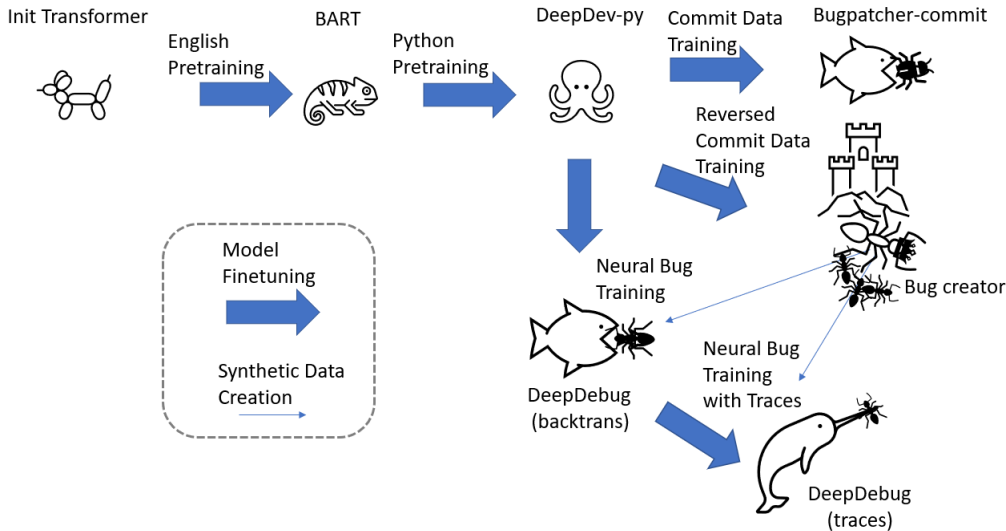 Init Transformer
English
Pretraining
BART
Python
Pretraining
DeepDev-py
Commit Data
Training
Bugpatcher-commit
Reversed
Commit Data
Training
Bug creator
Neural Bug
Training
DeepDebug
(backtrans)
Neural Bug
Training
with Traces
DeepDebug
(traces)
Model
Finetuning
Synthetic Data
Creation